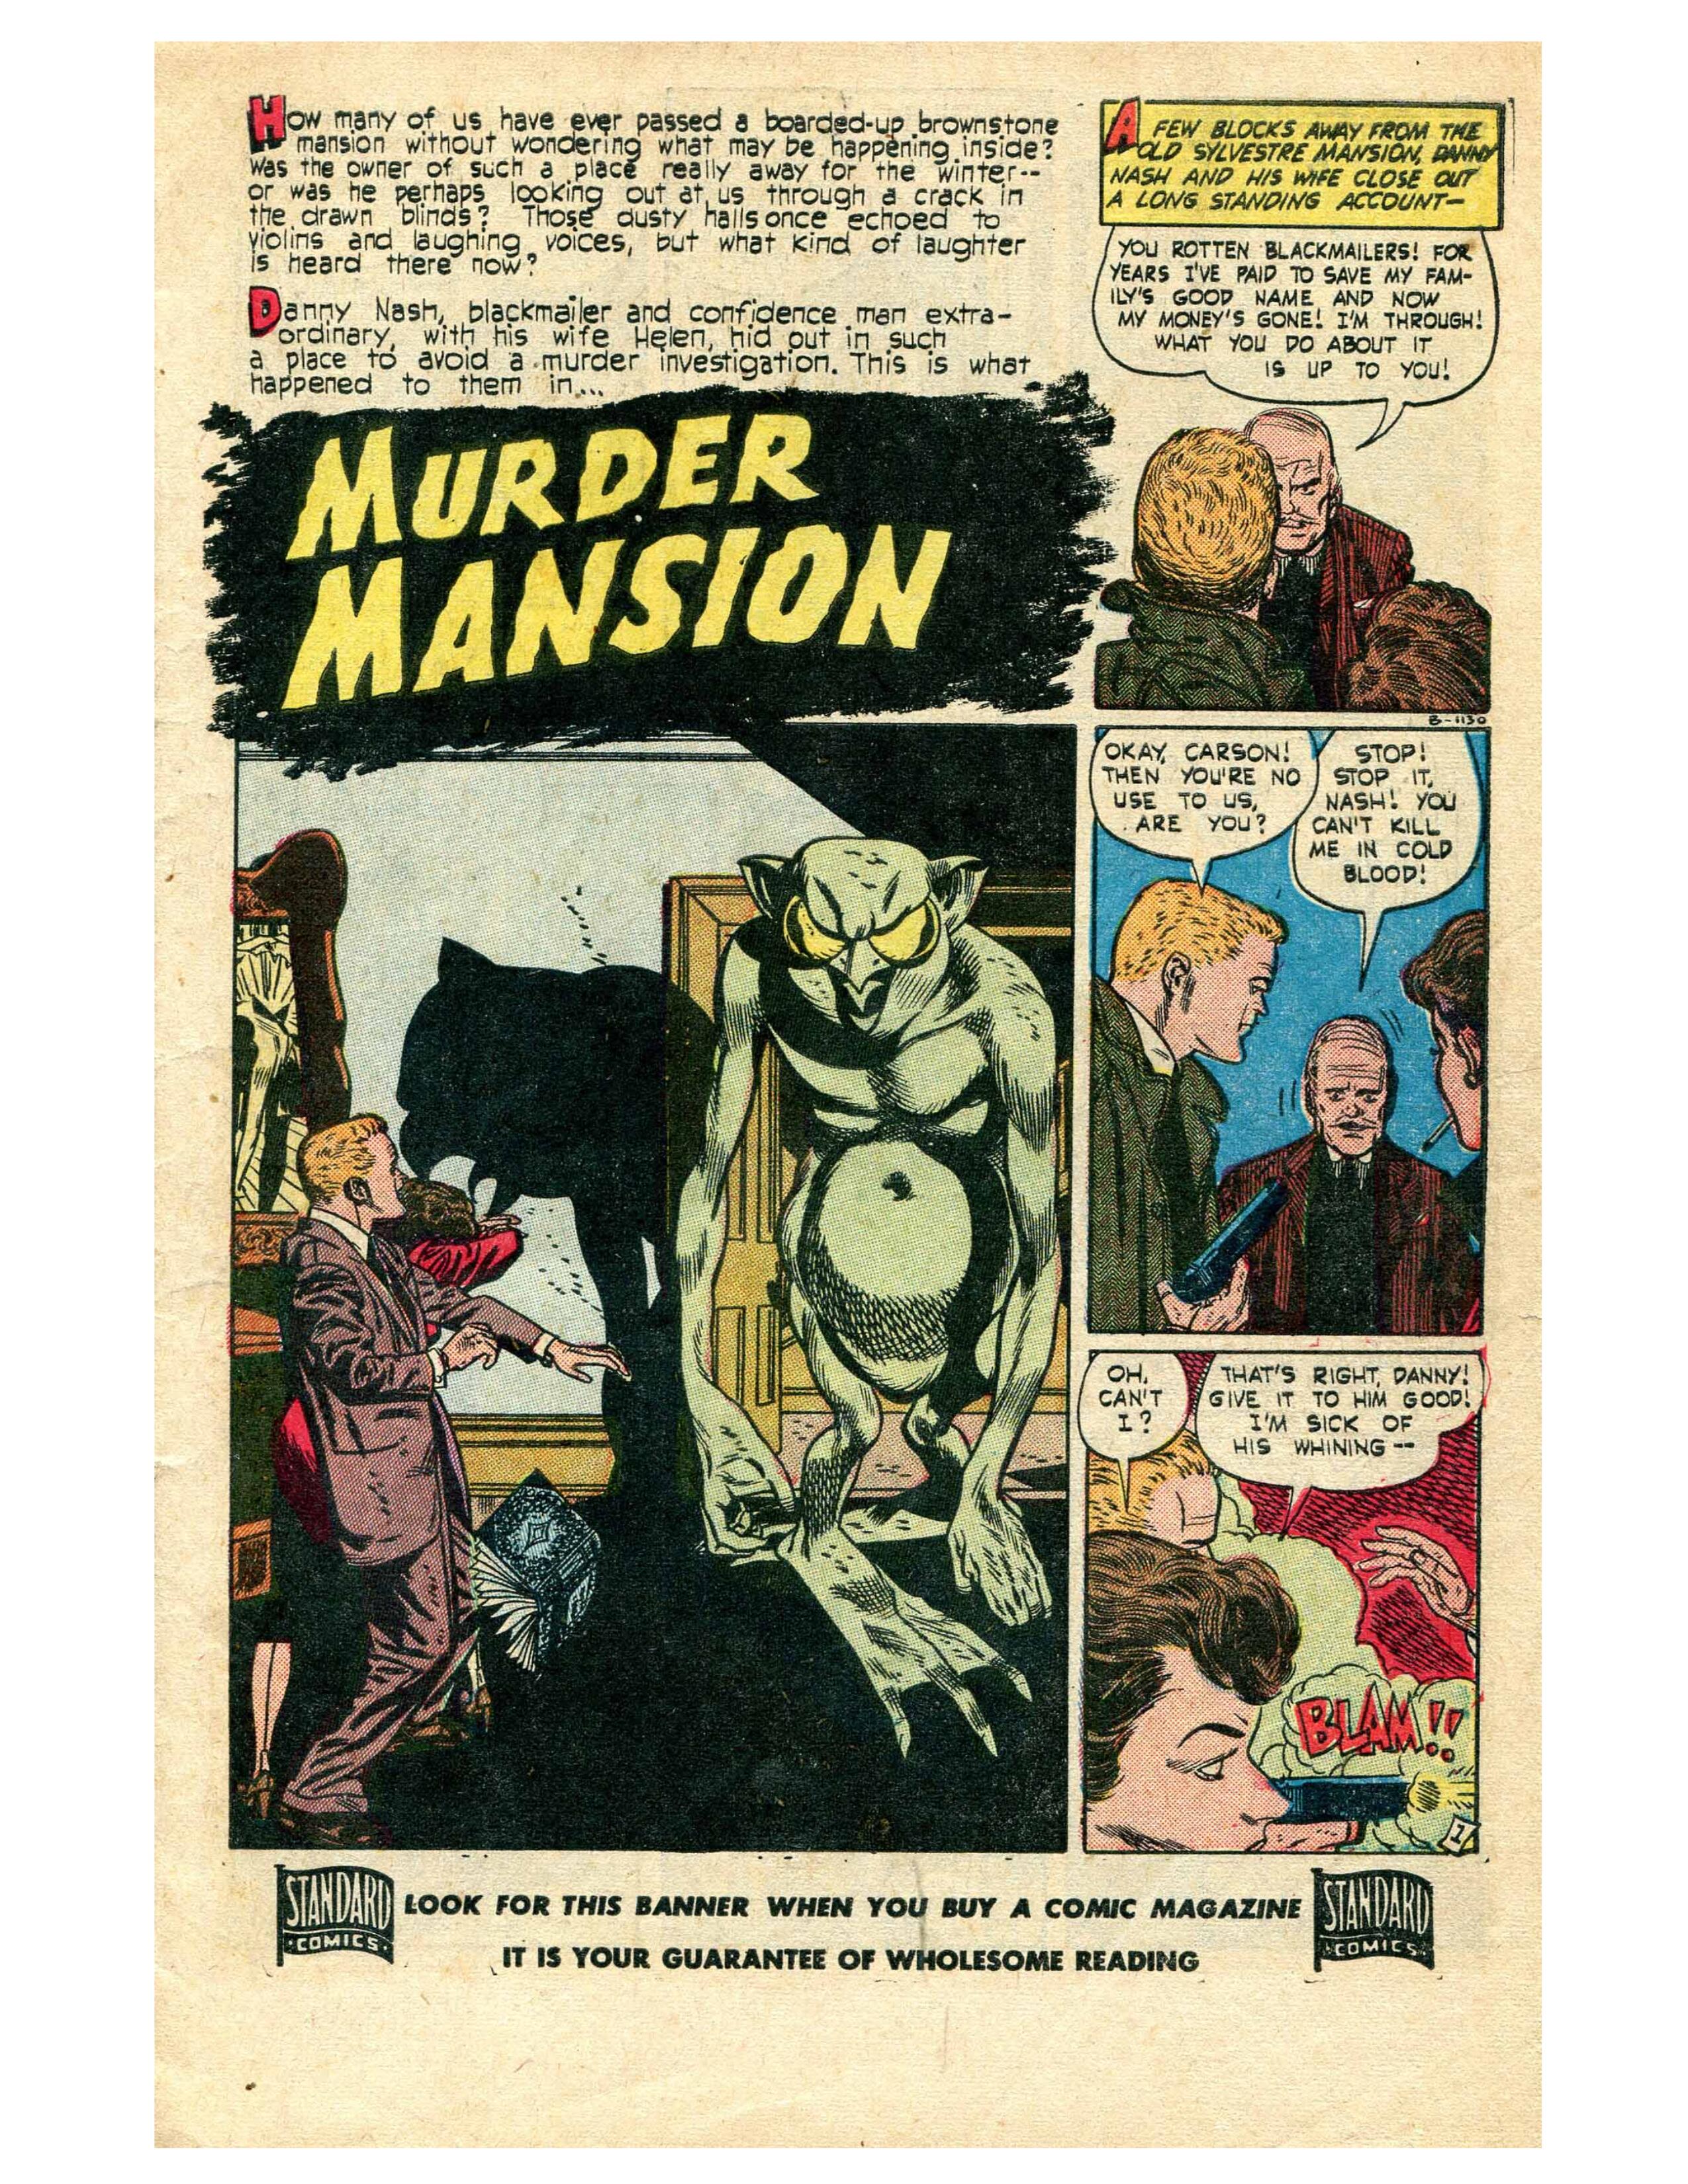 How many of us have ever passed a boarded-up brownstone
mansion without wondering what may be happening inside?
Was the owner of such a place really away for the winter--
or was he perhaps looking out at us through a crack in
the drawn blinds? Those dusty halls once echoed to
violins and laughing voices, but what kind of laughter
is heard there now?
Danny Nash, blackmailer and confidence man extra-
ordinary, with his wife Helen, hid out in such
a place to avoid a murder investigation. This is what
happened to them in...
MURDER
MANSION
A FEW BLOCKS AWAY FROM THE
OLD SYLVESTRE MANSION, DANNY
NASH AND HIS WIFE CLOSE OUT
A LONG STANDING ACCOUNT—
YOU ROTTEN BLACKMAILERS! FOR
YEARS I'VE PAID TO SAVE MY FAM-
ILY'S GOOD NAME AND NOW
MY MONEY'S GONE! I'M THROUGH!
WHAT YOU DO ABOUT IT
IS UP TO YOU!
B-1130
OKAY, CARSON!
THEN YOU'RE NO
USE TO US,
ARE YOU?
STOP!
STOP IT,
NASH! YOU
CAN'T KILL
ME IN COLD
BLOOD!
OH,
CAN'T
I?
THAT'S RIGHT, DANNY!
GIVE IT TO HIM GOOD!
I'M SICK OF
HIS WHINING --
BLAM!!
1
STANDARD
COMICS
LOOK FOR THIS BANNER WHEN YOU BUY A COMIC MAGAZINE
IT IS YOUR GUARANTEE OF WHOLESOME READING
STANDARD
COMICS